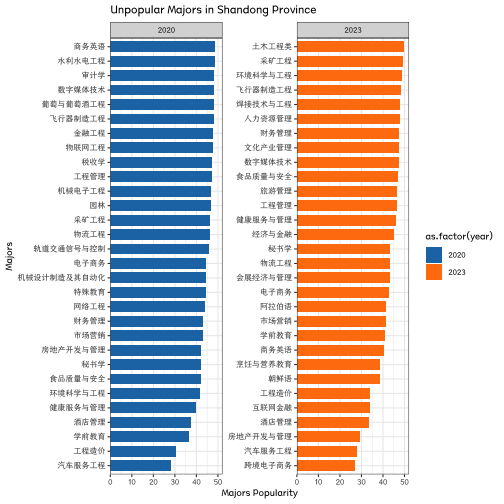 Unpopular Majors in Shandong Province
2020
商务英语
水利水电工程
审计学
数字媒体技术
葡萄与葡萄酒工程
飞行器制造工程
金融工程
物联网工程
税收学
工程管理
机械电子工程
园林
采矿工程
物流工程
轨道交通信号与控制
电子商务
机械设计制造及其自动化
特殊教育
网络工程
财务管理
市场营销
房地产开发与管理
秘书学
食品质量与安全
环境科学与工程
健康服务与管理
酒店管理
学前教育
工程造价
汽车服务工程
0 10 20 30 40 50
2023
土木工程类
采矿工程
环境科学与工程
飞行器制造工程
焊接技术与工程
人力资源管理
财务管理
文化产业管理
数字媒体技术
食品质量与安全
旅游管理
工程管理
健康服务与管理
经济与金融
秘书学
物流工程
会展经济与管理
电子商务
阿拉伯语
市场营销
学前教育
商务英语
烹饪与营养教育
朝鲜语
工程造价
互联网金融
酒店管理
房地产开发与管理
汽车服务工程
跨境电子商务
0 10 20 30 40 50
Majors
Majors Popularity
as.factor(year)
2020
2023